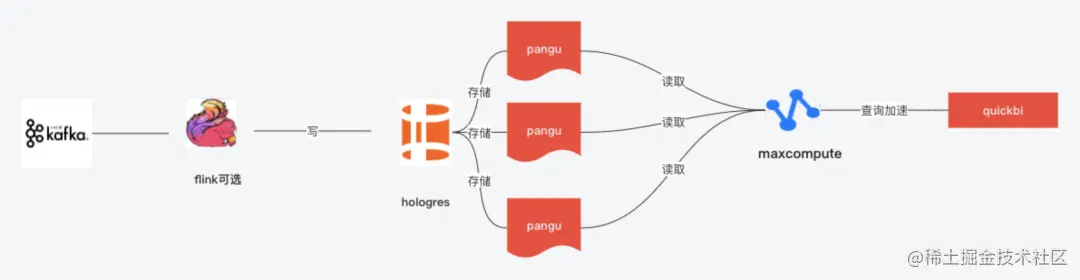 kafka
flink可选
写
hologres
存储
存储
存储
pangu
pangu
pangu
读取
读取
读取
maxcompute
查询加速
quickbi
@稀土掘金技术社区